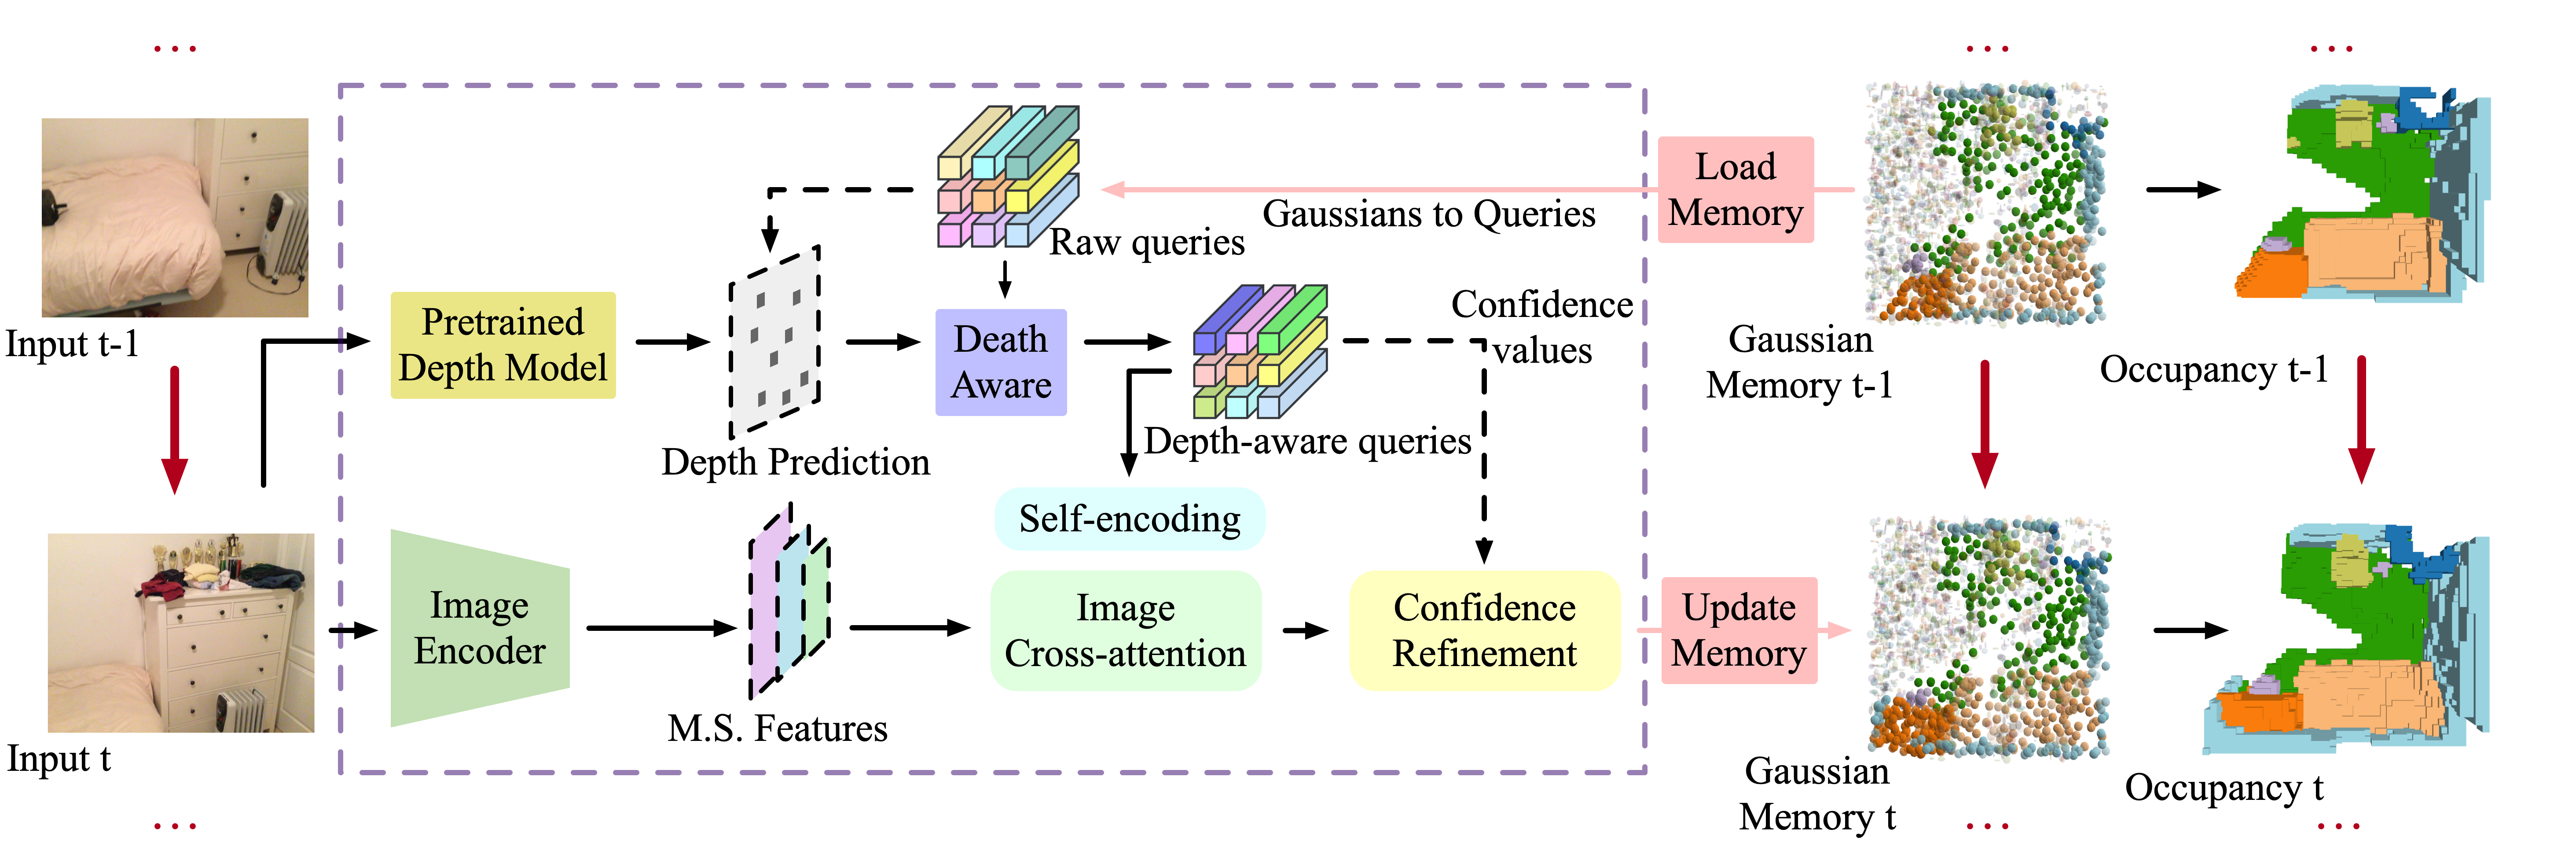 Input t-1
Input t
Pretrained
Depth Model
Image
Encoder
Depth Prediction
M.S. Features
Raw queries
Death
Aware
Depth-aware queries
Self-encoding
Image
Cross-attention
Confidence
values
Confidence
Refinement
Gaussians to Queries
Load
Memory
Update
Memory
Gaussian
Memory t-1
Occupancy t-1
Gaussian
Memory t
Occupancy t